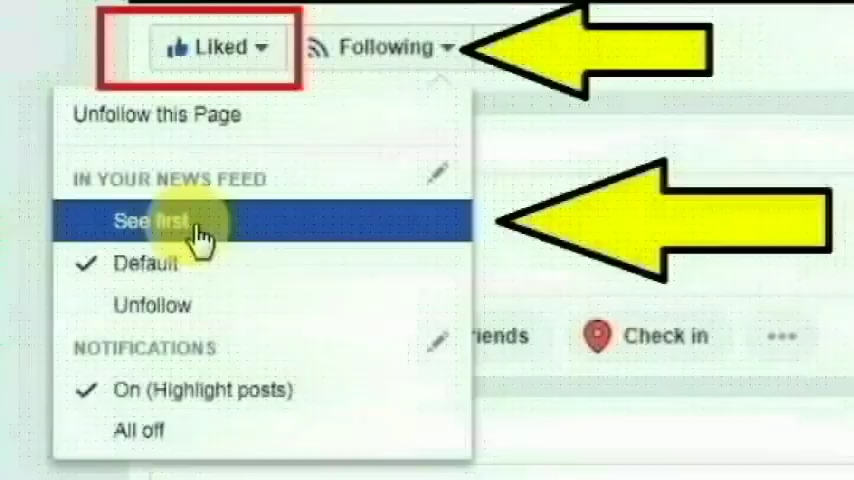 Liked Following
Unfollow this Page
IN YOUR NEWS FEED
See first
Default
Unfollow
riends Check in
NOTIFICATIONS
On (Highlight posts)
All off